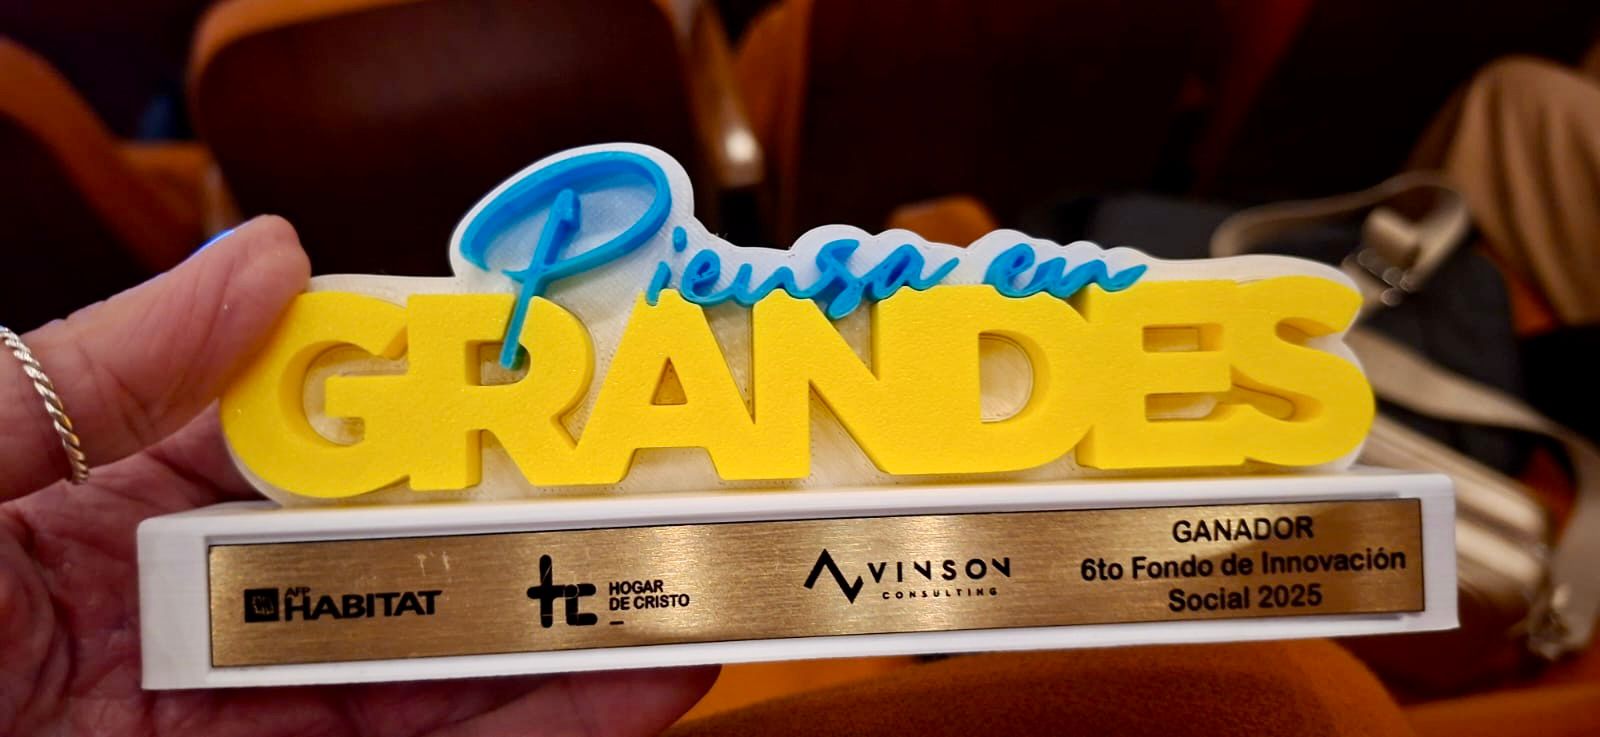 Piensa en
GRANDES
AFP
HABITAT
HOGAR
DE CRISTO
VINSON
CONSULTING
GANADOR
6to Fondo de Innovación
Social 2025